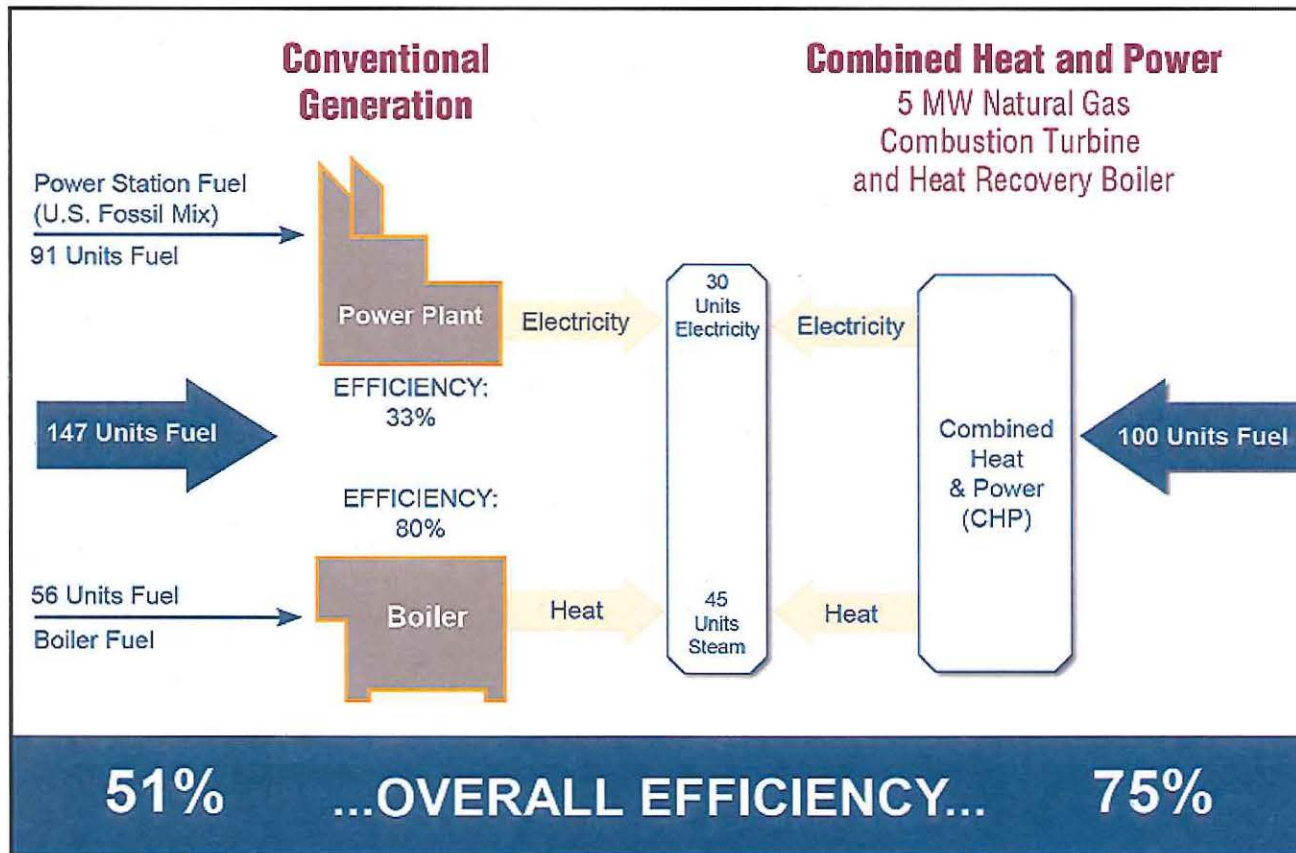 Conventional
Generation
Combined Heat and Power
5 MW Natural Gas
Combustion Turbine
and Heat Recovery Boiler
Power Station Fuel
(U.S. Fossil Mix)
91 Units Fuel
Power Plant
Electricity
30
Units
Electricity
Electricity
EFFICIENCY:
33%
147 Units Fuel
Combined
Heat
& Power
(CHP)
100 Units Fuel
EFFICIENCY:
80%
56 Units Fuel
Boiler Fuel
Boiler
Heat
45
Units
Steam
Heat
51%
...OVERALL EFFICIENCY...
75%